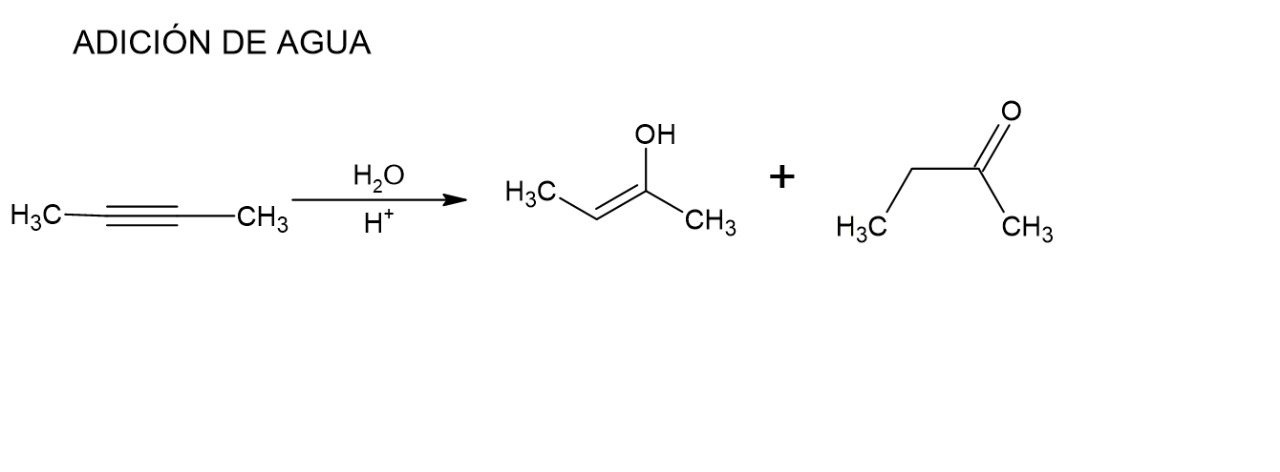 ADICIÓN DE AGUA
H₃C CH₃
H₂O
H⁺
H₃C OH CH₃
+
H₃C O CH₃